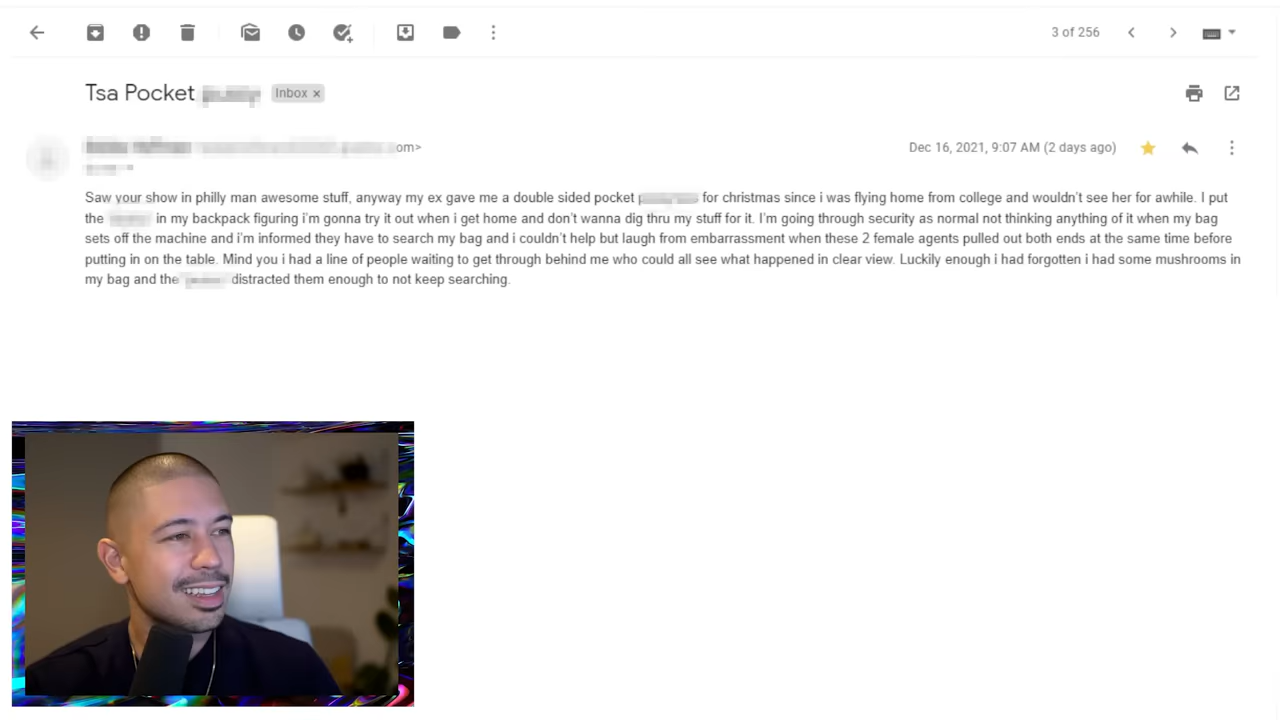 3 of 256
Tsa Pocket
Inbox ×
om>
Dec 16, 2021, 9:07 AM (2 days ago)
Saw your show in philly man awesome stuff, anyway my ex gave me a double sided pocket for christmas since i was flying home from college and wouldn't see her for awhile. I put
the in my backpack figuring i'm gonna try it out when i get home and don't wanna dig thru my stuff for it. I'm going through security as normal not thinking anything of it when my bag
sets off the machine and i'm informed they have to search my bag and i couldn't help but laugh from embarrassment when these 2 female agents pulled out both ends at the same time before
putting in on the table. Mind you i had a line of people waiting to get through behind me who could all see what happened in clear view. Luckily enough i had forgotten i had some mushrooms in
my bag and the distracted them enough to not keep searching.